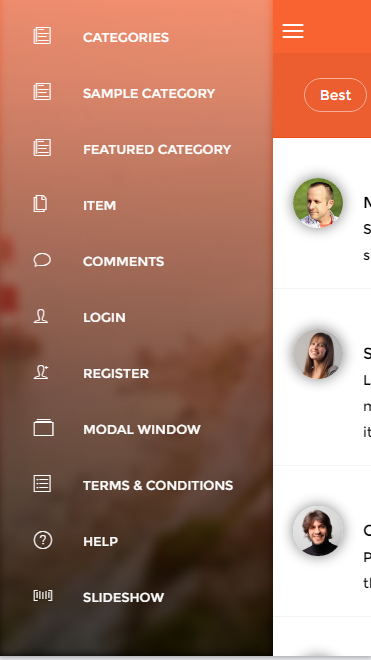 CATEGORIES
SAMPLE CATEGORY
FEATURED CATEGORY
ITEM
COMMENTS
LOGIN
REGISTER
MODAL WINDOW
TERMS & CONDITIONS
HELP
SLIDESHOW
Best